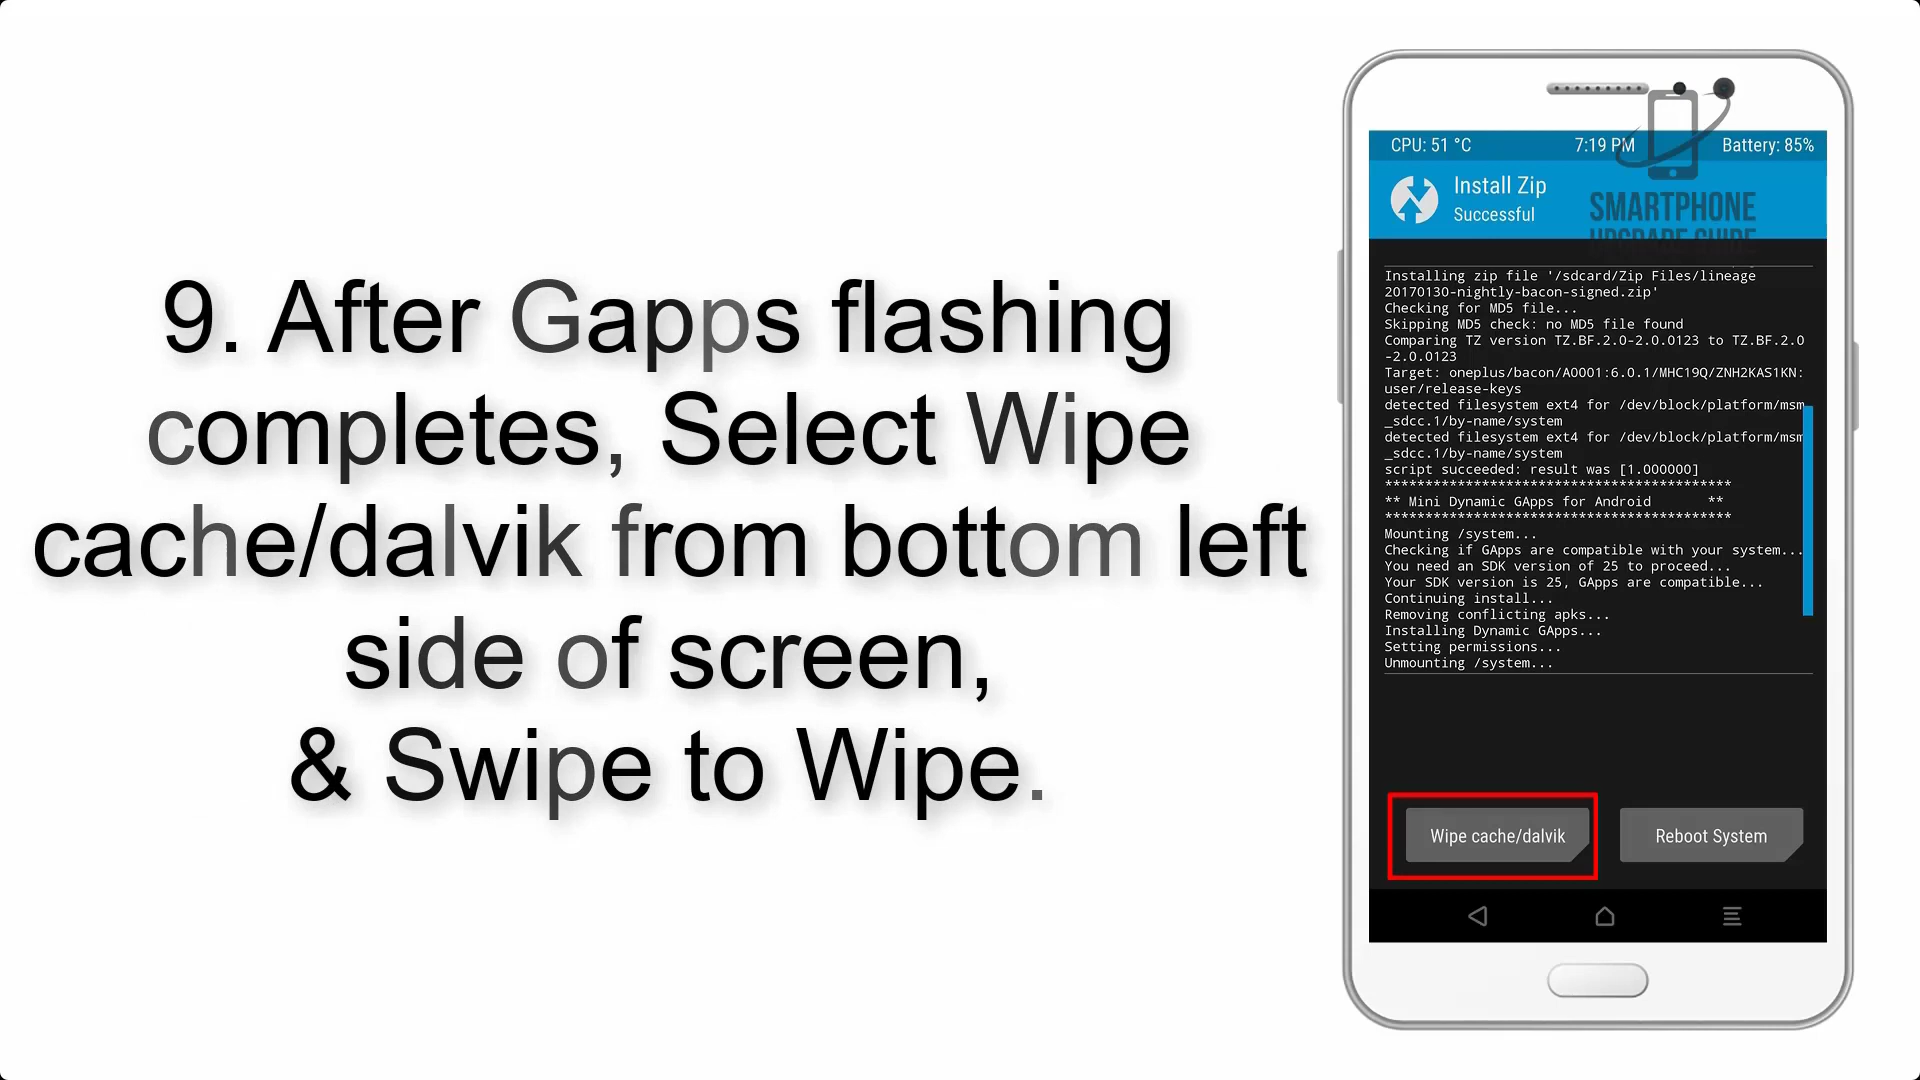 9. After Gapps flashing
completes, Select Wipe
cache/dalvik from bottom left
side of screen,
& Swipe to Wipe.
CPU: 51 °C 7:19 PM Battery: 85%
Install Zip
Successful
SMARTPHONE
UPGRADE GUIDE
Installing zip file '/sdcard/Zip Files/lineage
20170130-nightly-bacon-signed.zip'
Checking for MD5 file...
Skipping MD5 check: no MD5 file found
Comparing TZ version TZ.BF.2.0-2.0.0123 to TZ.BF.2.0
-2.0.0123
Target: oneplus/bacon/A0001:6.0.1/MHC19Q/ZNH2KAS1KN:
user/release-keys
detected filesystem ext4 for /dev/block/platform/msm
_sdcc.1/by-name/system
detected filesystem ext4 for /dev/block/platform/msm
_sdcc.1/by-name/system
script succeeded: result was [1.000000]
******************************************
** Mini Dynamic GApps for Android **
******************************************
Mounting /system...
Checking if GApps are compatible with your system...
You need an SDK version of 25 to proceed...
Your SDK version is 25, GApps are compatible...
Continuing install...
Removing conflicting apks...
Installing Dynamic GApps...
Setting permissions...
Unmounting /system...
Wipe cache/dalvik Reboot System